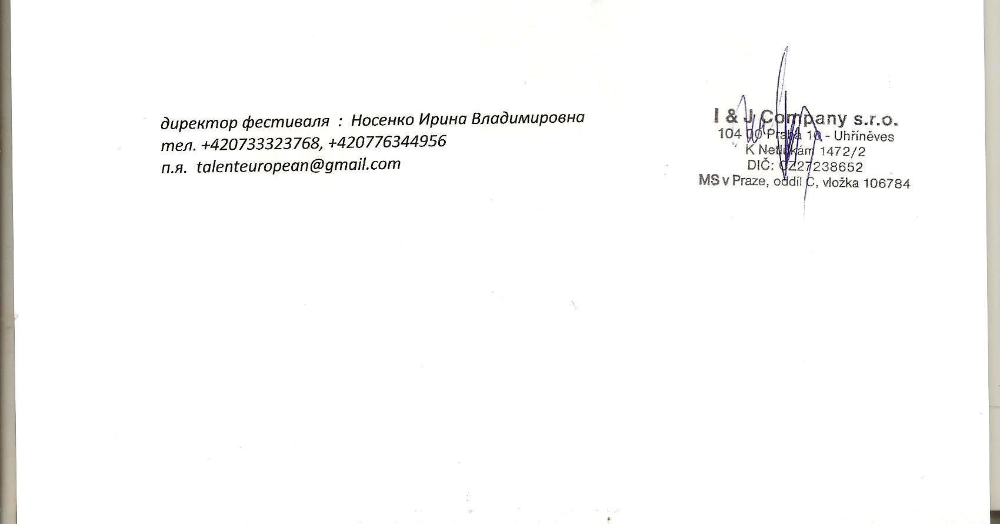 директор фестиваля : Носенко Ирина Владимировна
тел. +420733323768, +420776344956
п.я. talenteuropean@gmail.com
I & J Company s.r.o.
104 00 Praha 10 - Uhříněves
K Netlukám 1472/2
DIČ: CZ27238652
MS v Praze, oddíl C, vložka 106784